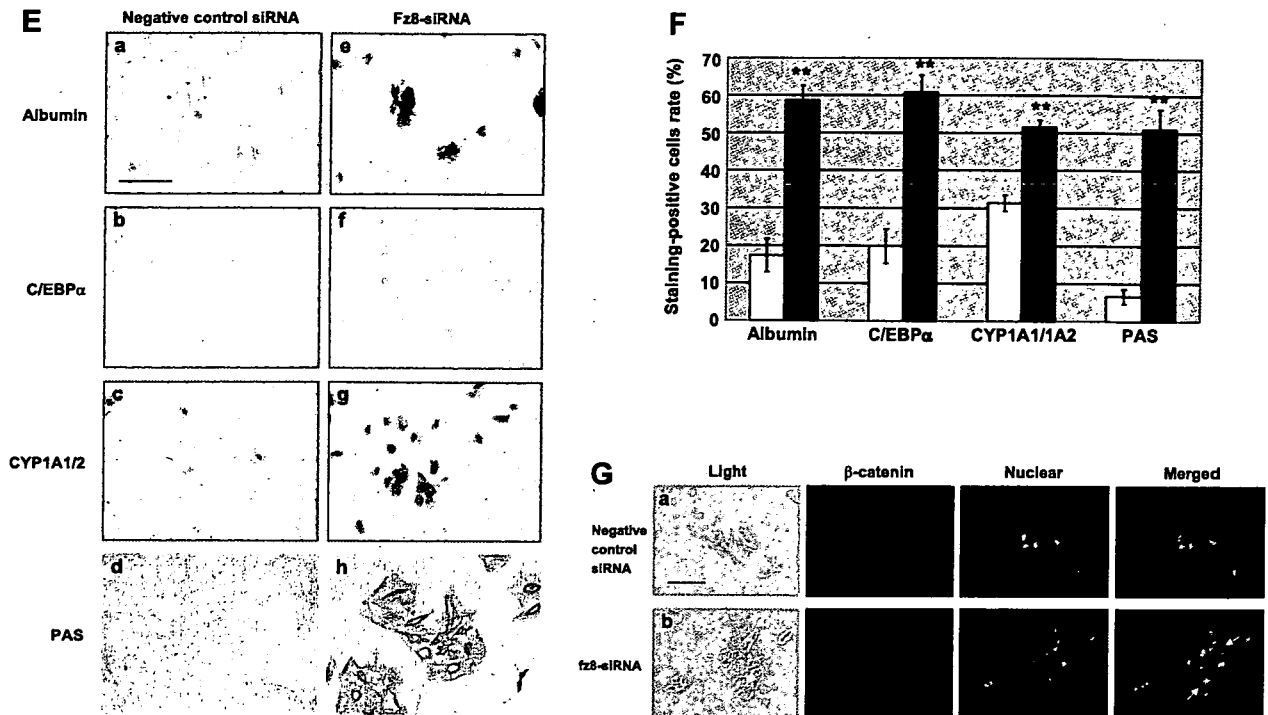 E
Negative control siRNA
Fz8-siRNA
a
e
Albumin
b
f
C/EBPα
c
g
CYP1A1/2
d
h
PAS
F
Staining-positive cells rate (%)
70
60
50
40
30
20
10
0
**
**
**
**
Albumin
C/EBPα
CYP1A1/1A2
PAS
G
Light
β-catenin
Nuclear
Merged
a
Negative
control
siRNA
b
fz8-siRNA